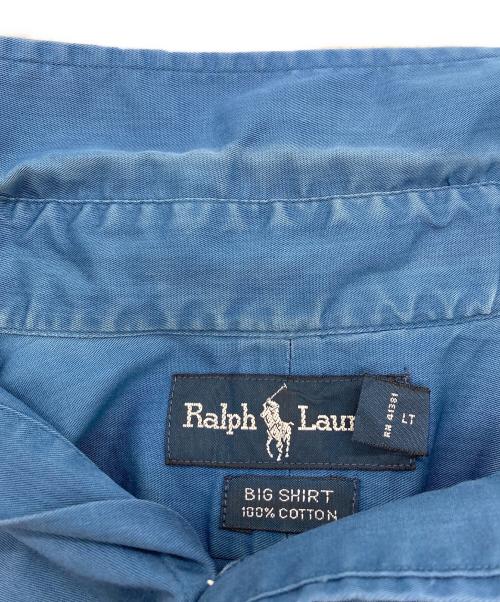 Ralph Laur
RN 41381
LT
BIG SHIRT
100% COTTON